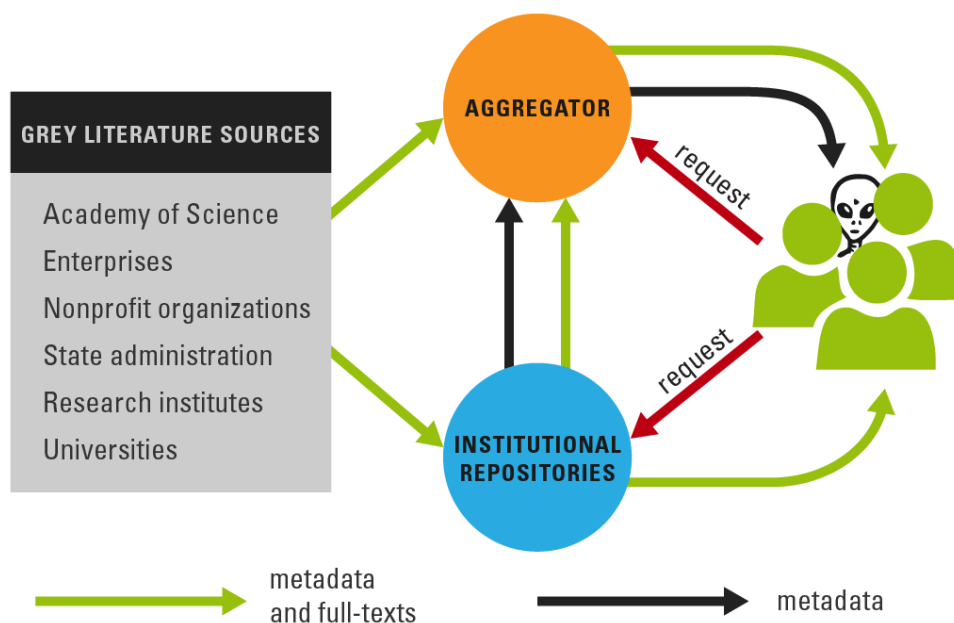 GREY LITERATURE SOURCES
Academy of Science
Enterprises
Nonprofit organizations
State administration
Research institutes
Universities
AGGREGATOR
request
request
INSTITUTIONAL
REPOSITORIES
metadata
and full-texts
metadata